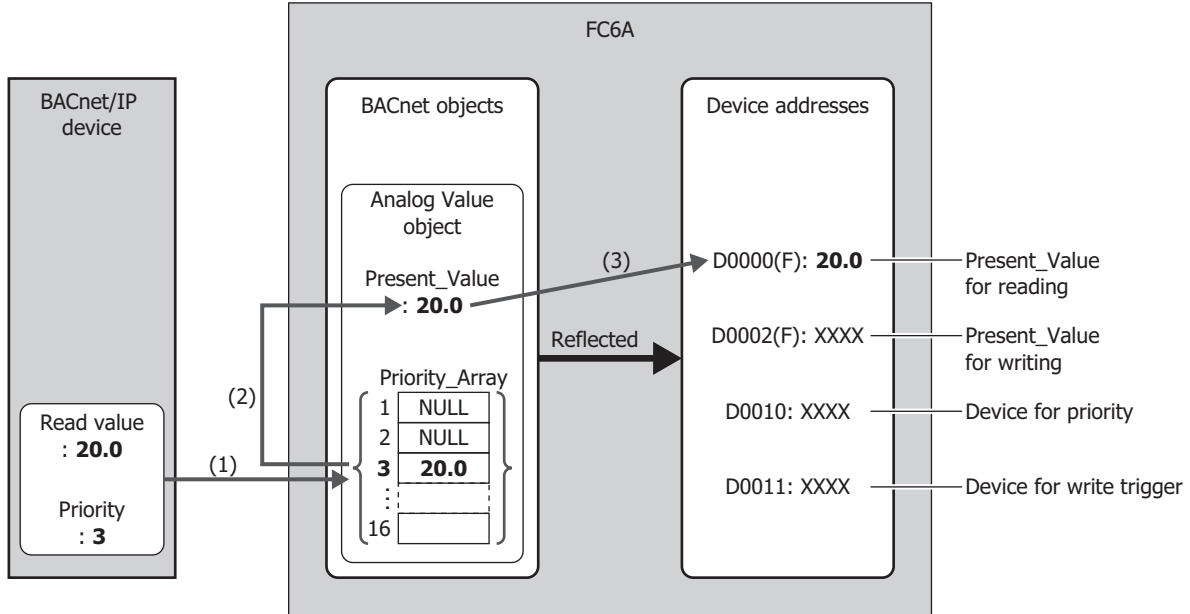 FC6A
BACnet/IP
device
Read value
: 20.0
Priority
: 3
(1)
(2)
BACnet objects
Analog Value
object
Present_Value
: 20.0
Priority_Array
1 NULL
2 NULL
3 20.0
:
16
(3)
Reflected
Device addresses
D0000(F): 20.0
D0002(F): XXXX
D0010: XXXX
D0011: XXXX
Present_Value
for reading
Present_Value
for writing
Device for priority
Device for write trigger